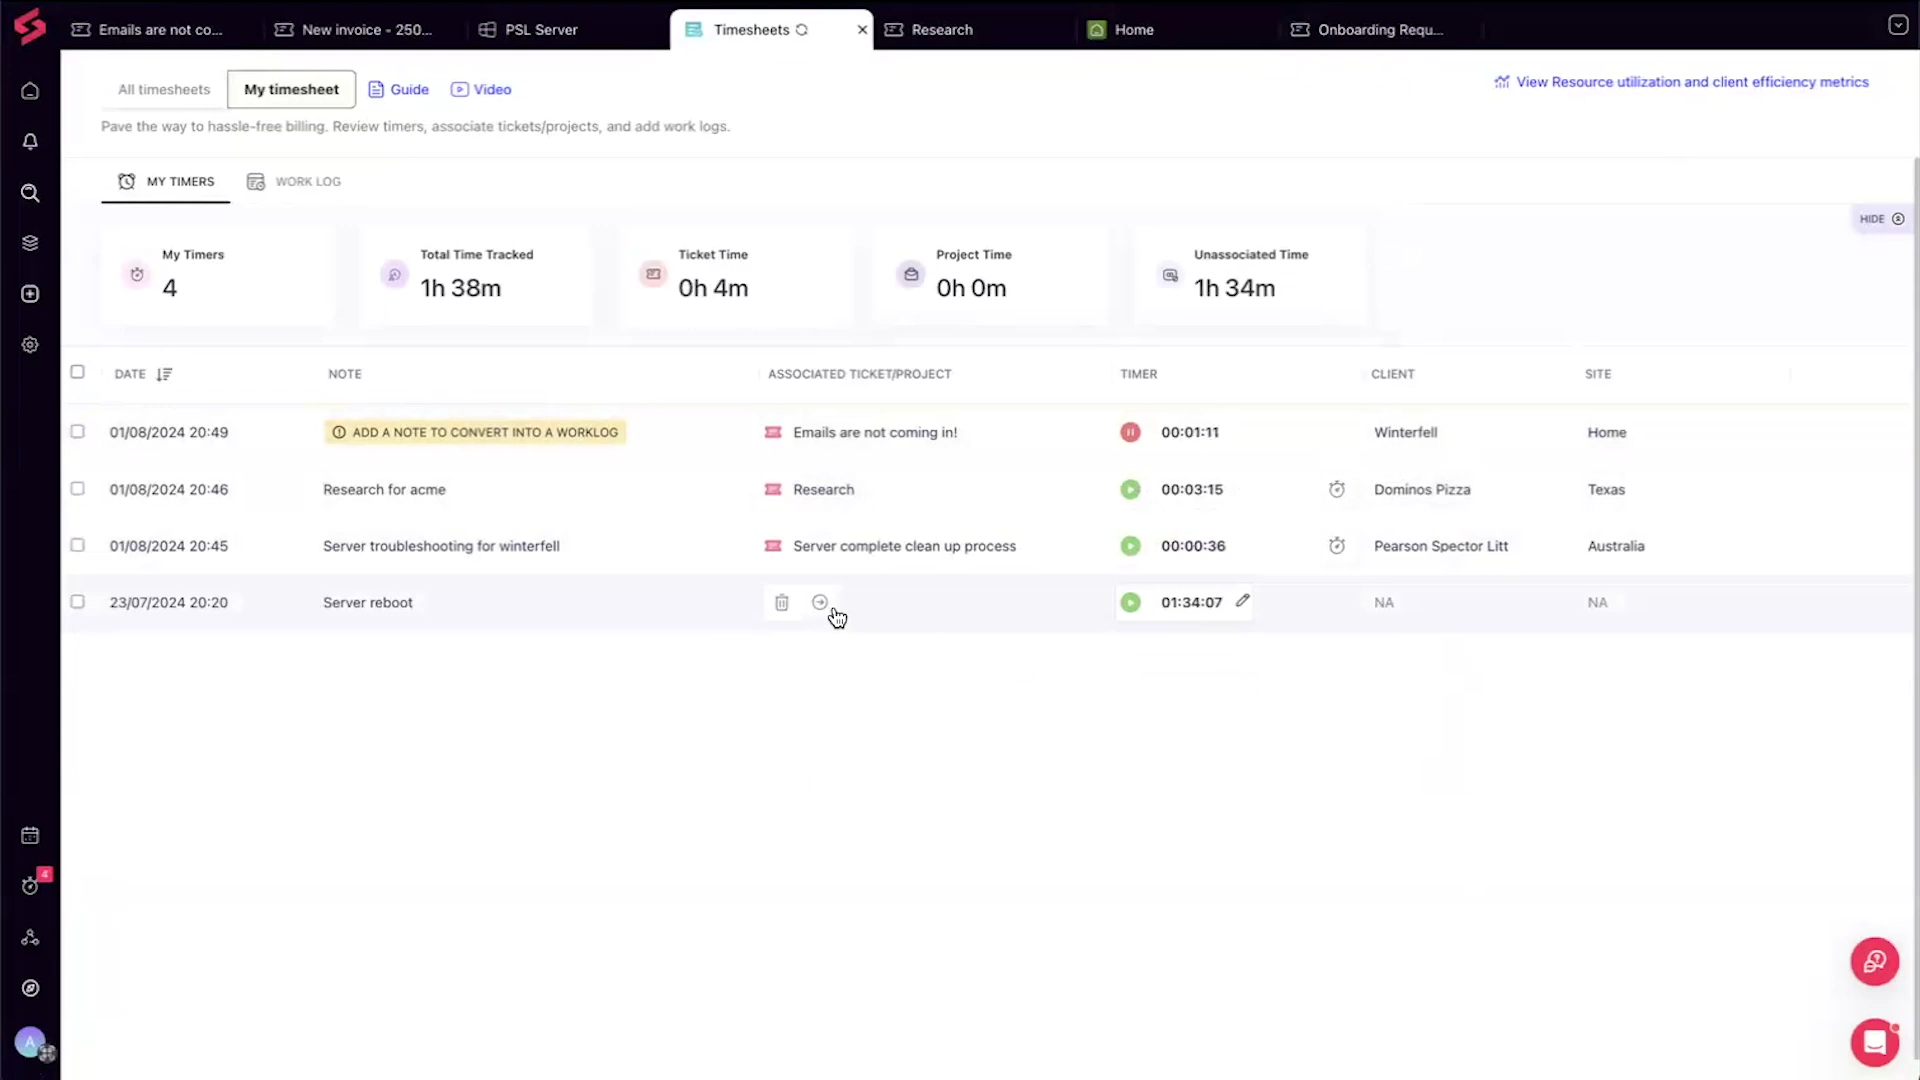 Emails are not co... New invoice - 250... PSL Server Timesheets Research Home Onboarding Requ...
All timesheets My timesheet Guide Video View Resource utilization and client efficiency metrics
Pave the way to hassle-free billing. Review timers, associate tickets/projects, and add work logs.
MY TIMERS WORK LOG
HIDE
My Timers Total Time Tracked Ticket Time Project Time Unassociated Time
4 1h 38m 0h 4m 0h 0m 1h 34m
DATE NOTE ASSOCIATED TICKET/PROJECT TIMER CLIENT SITE
01/08/2024 20:49 ADD A NOTE TO CONVERT INTO A WORKLOG Emails are not coming in! 00:01:11 Winterfell Home
01/08/2024 20:46 Research for acme Research 00:03:15 Dominos Pizza Texas
01/08/2024 20:45 Server troubleshooting for winterfell Server complete clean up process 00:00:36 Pearson Spector Litt Australia
23/07/2024 20:20 Server reboot 01:34:07 NA NA
4
A